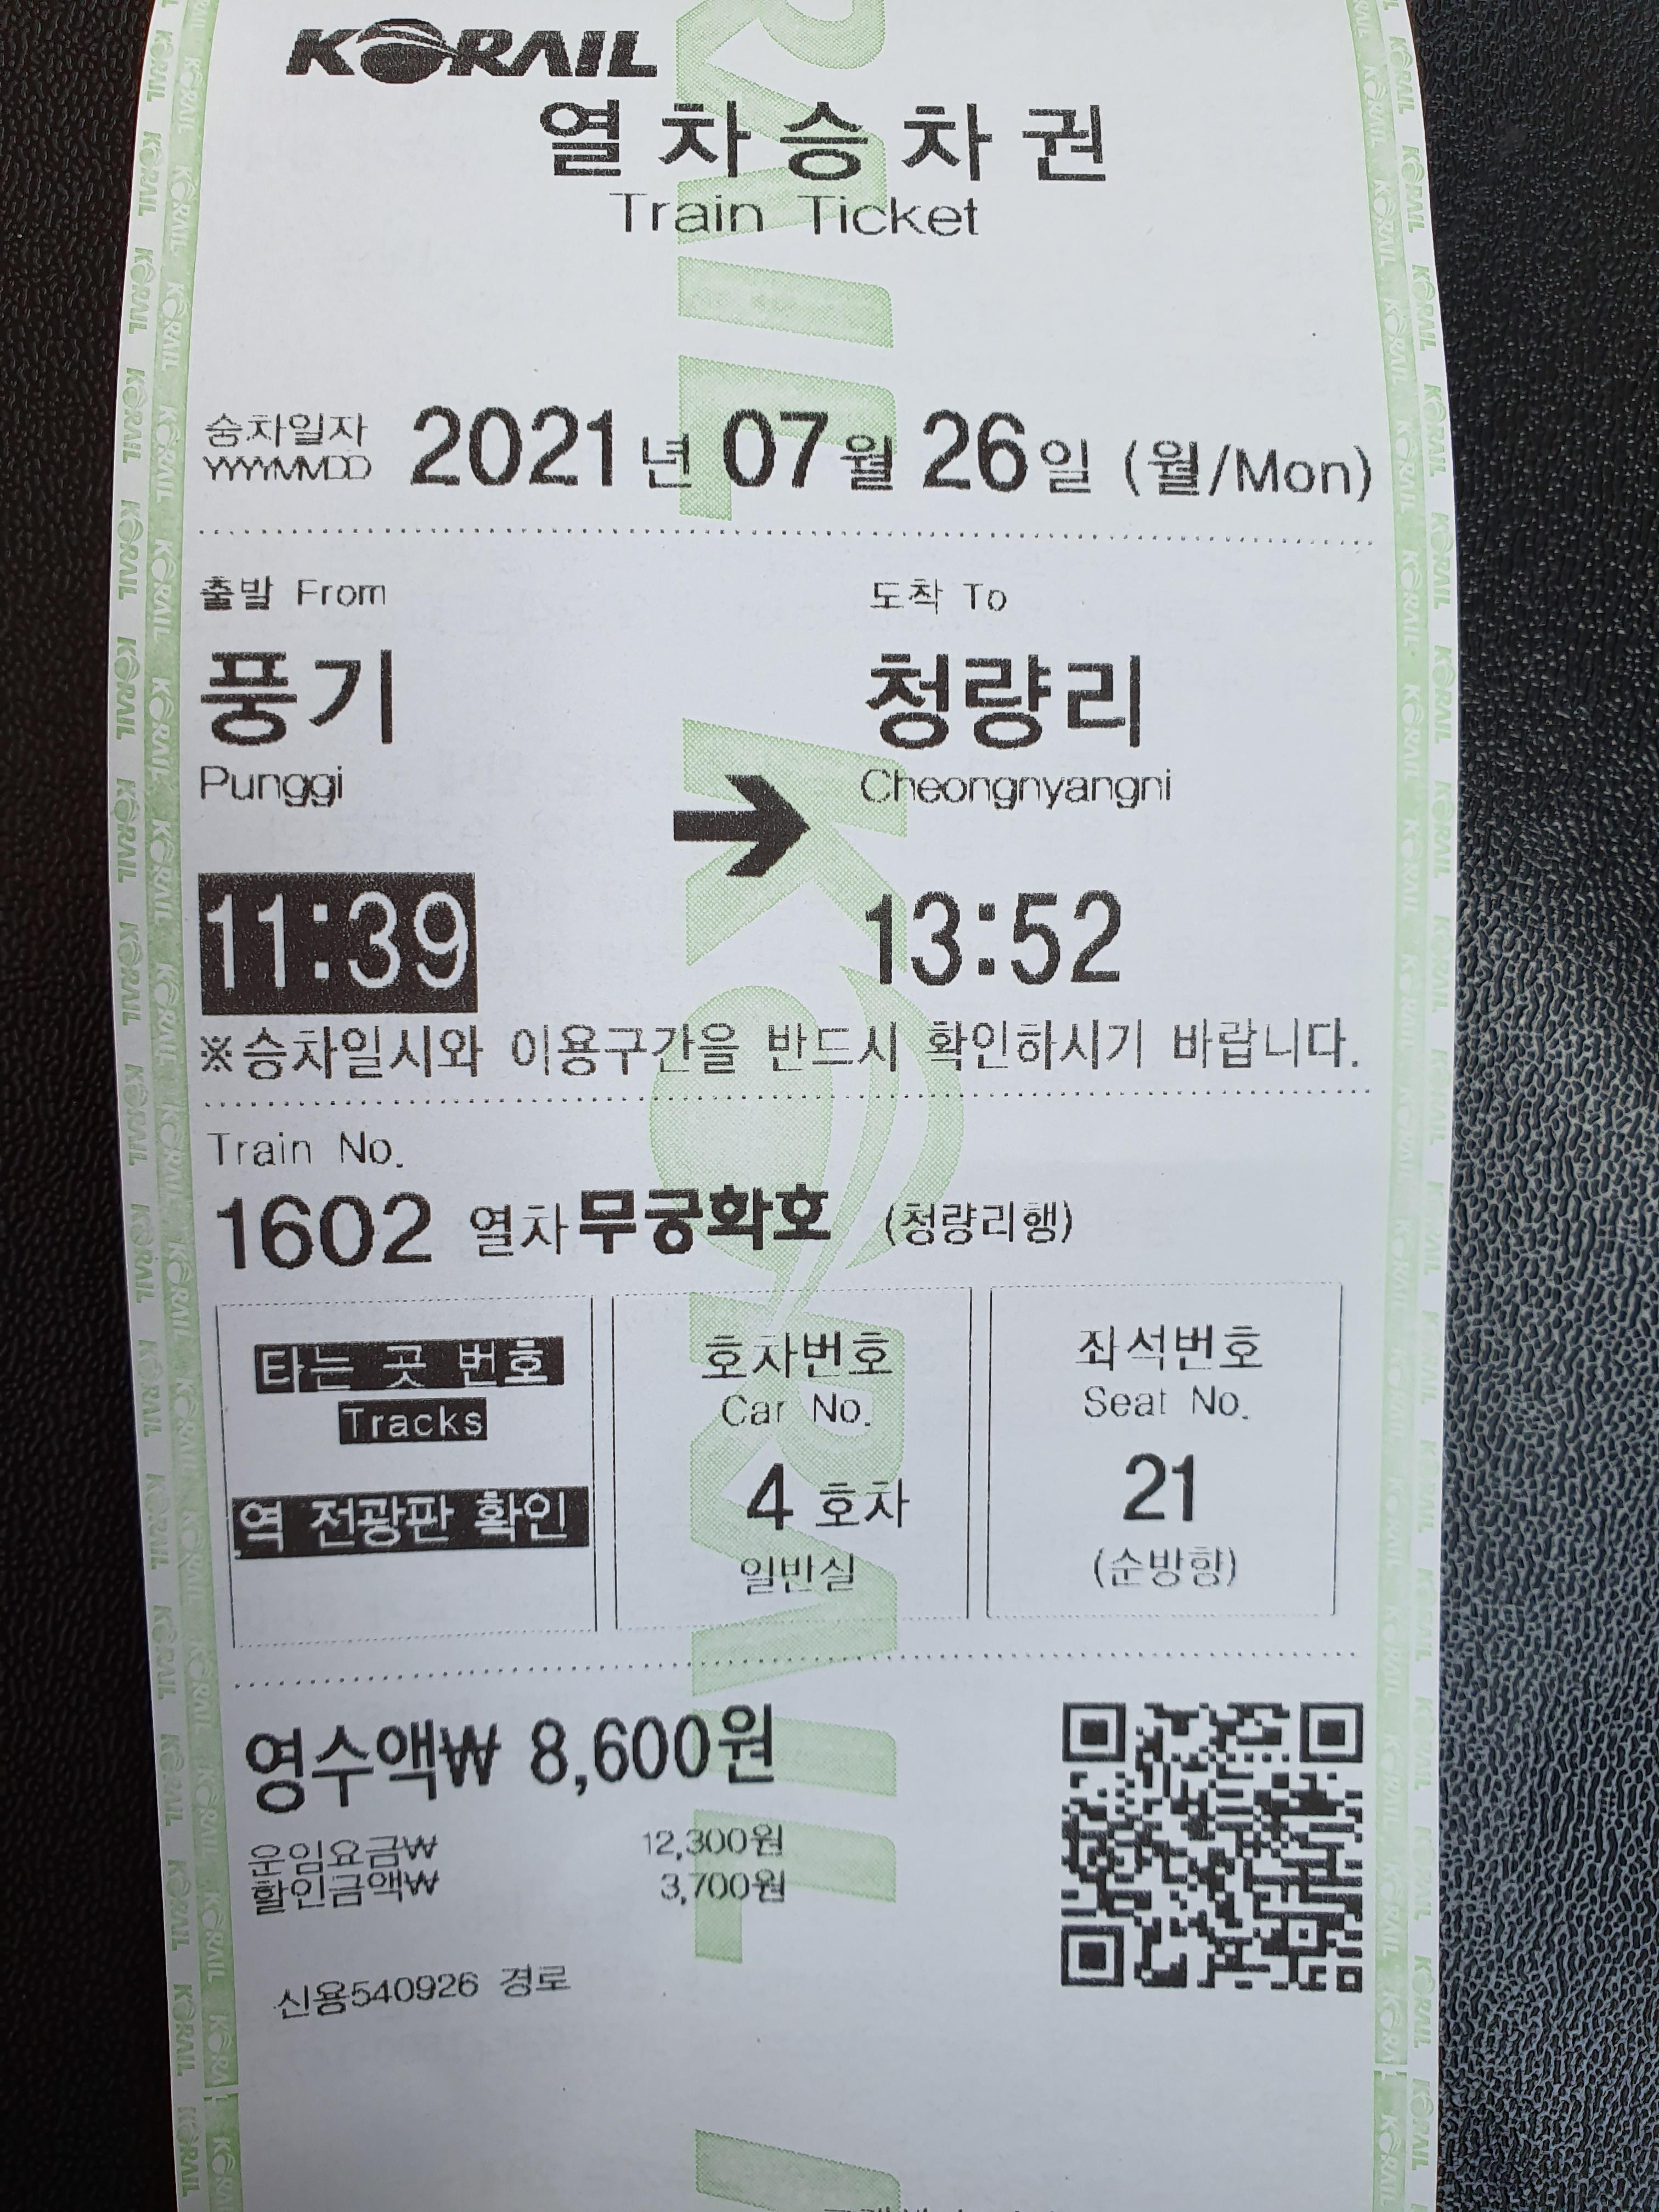 KORAIL
열차승차권
Train Ticket
승차일자
YYYYMMDD
2021년 07월 26일 (월/Mon)
출발 From
도착 To
풍기
청량리
Punggi
Cheongnyangni
11:39
13:52
※승차일시와 이용구간을 반드시 확인하시기 바랍니다.
Train No.
1602 열차 무궁화호 (청량리행)
타는 곳 번호
Tracks
역 전광판 확인
호차번호
Car No.
4 호차
일반실
좌석번호
Seat No.
21
(순방향)
영수액₩ 8,600원
운임요금₩ 12,300원
할인금액₩ 3,700원
신용540926 경로